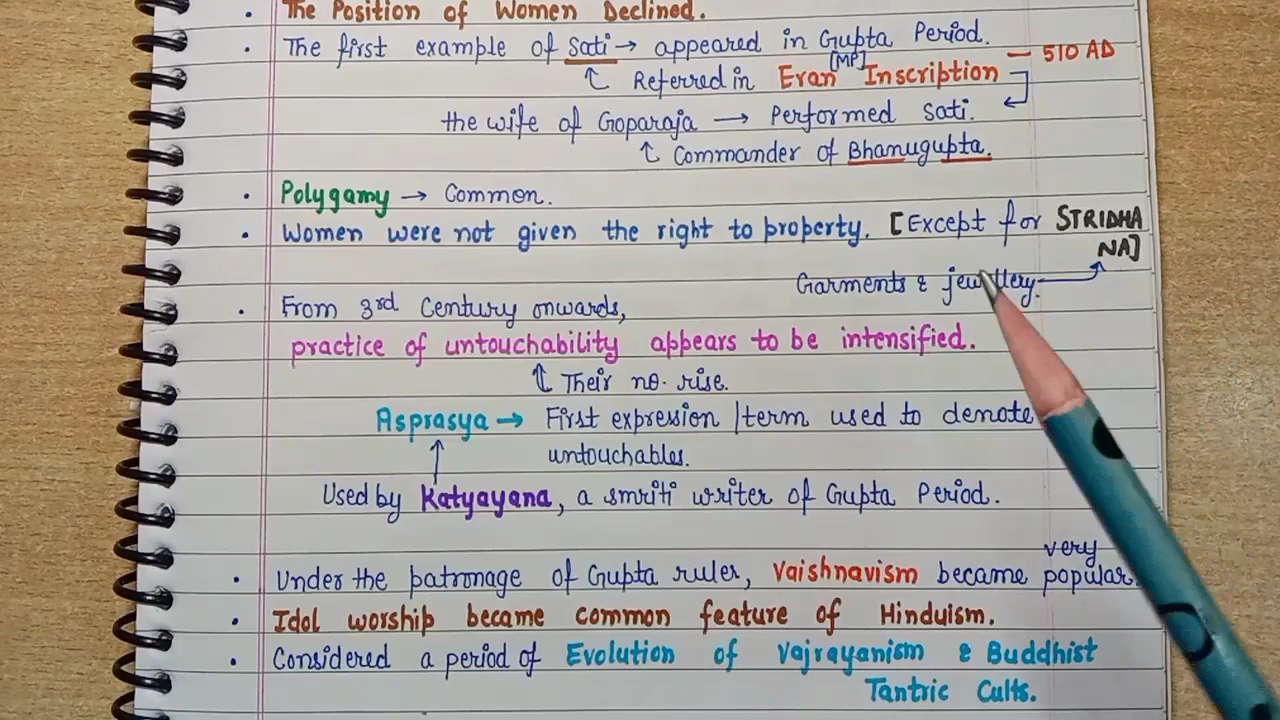 • The Position of Women Declined.
• The first example of Sati → appeared in Gupta Period.
↑ Referred in Eran [MP] Inscription — 510 AD
the wife of Goparaja → Performed Sati.
↑ Commander of Bhanugupta.
• Polygamy → Common.
• Women were not given the right to property. [Except for STRIDHA
NA]
Garments & jewellery.
• From 3rd Century onwards,
practice of untouchability appears to be intensified.
↑ Their no. rise.
Asprasya → First expression /term used to denote
untouchables.
Used by Katyayana, a smriti writer of Gupta Period.
• Under the patronage of Gupta ruler, Vaishnavism became very popular.
• Idol worship became common feature of Hinduism.
• Considered a period of Evolution of Vajrayanism & Buddhist
Tantric Cults.